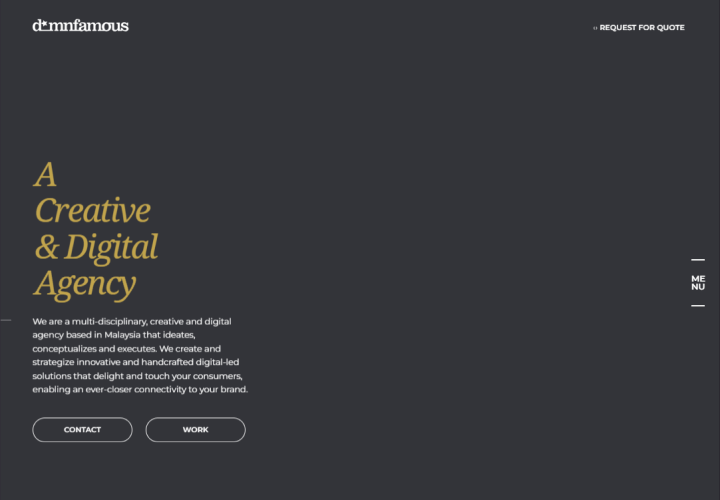 d★mnfamous
‹› REQUEST FOR QUOTE
A
Creative
& Digital
Agency
ME
NU
We are a multi-disciplinary, creative and digital
agency based in Malaysia that ideates,
conceptualizes and executes. We create and
strategize innovative and handcrafted digital-led
solutions that delight and touch your consumers,
enabling an ever-closer connectivity to your brand.
CONTACT
WORK